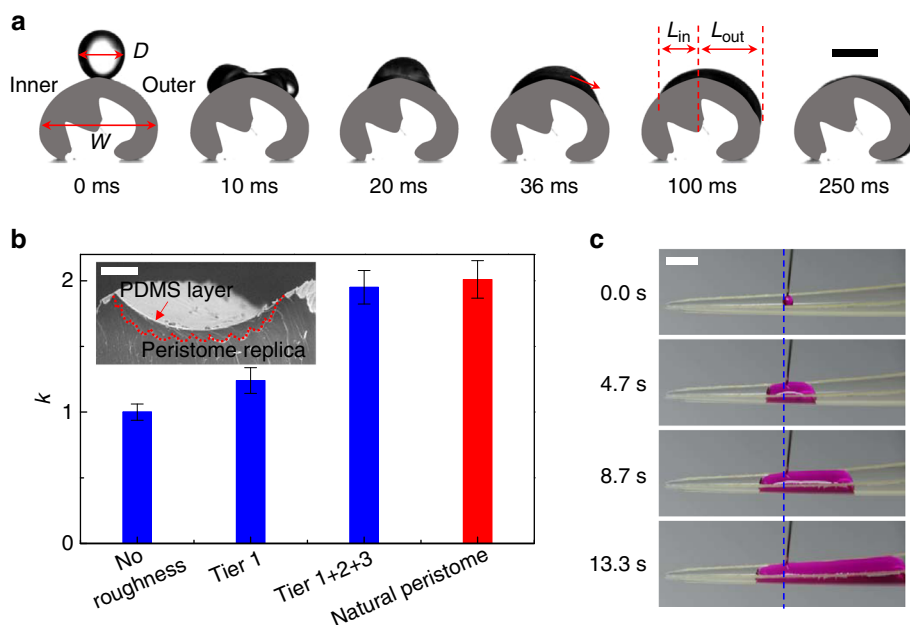 a
D
Inner
Outer
W
L in
L out
0 ms
10 ms
20 ms
36 ms
100 ms
250 ms
b
k
2
1
0
PDMS layer
Peristome replica
No
roughness
Tier 1
Tier 1+2+3
Natural peristome
c
0.0 s
4.7 s
8.7 s
13.3 s